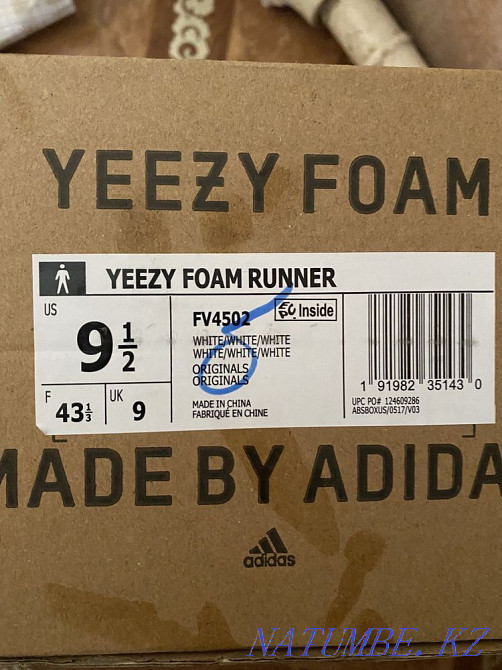 YEEZY FOAM
YEEZY FOAM RUNNER
US
9 1/2
F
43 1/3
UK
9
FV4502
Inside
WHITE/WHITE/WHITE
WHITE/WHITE/WHITE
ORIGINALS
ORIGINALS
MADE IN CHINA
FABRIQUÉ EN CHINE
1 91982 35143 0
UPC PO# 124609286
ABSBOXUS/0517/V03
MADE BY ADIDA
adidas
NATUMBE.KZ